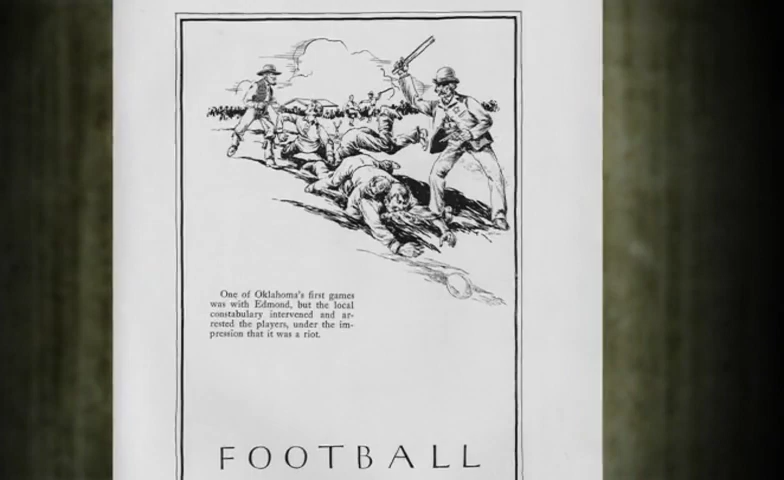 One of Oklahoma's first games
was with Edmond, but the local
constabulary intervened and ar-
rested the players, under the im-
pression that it was a riot.
FOOTBALL